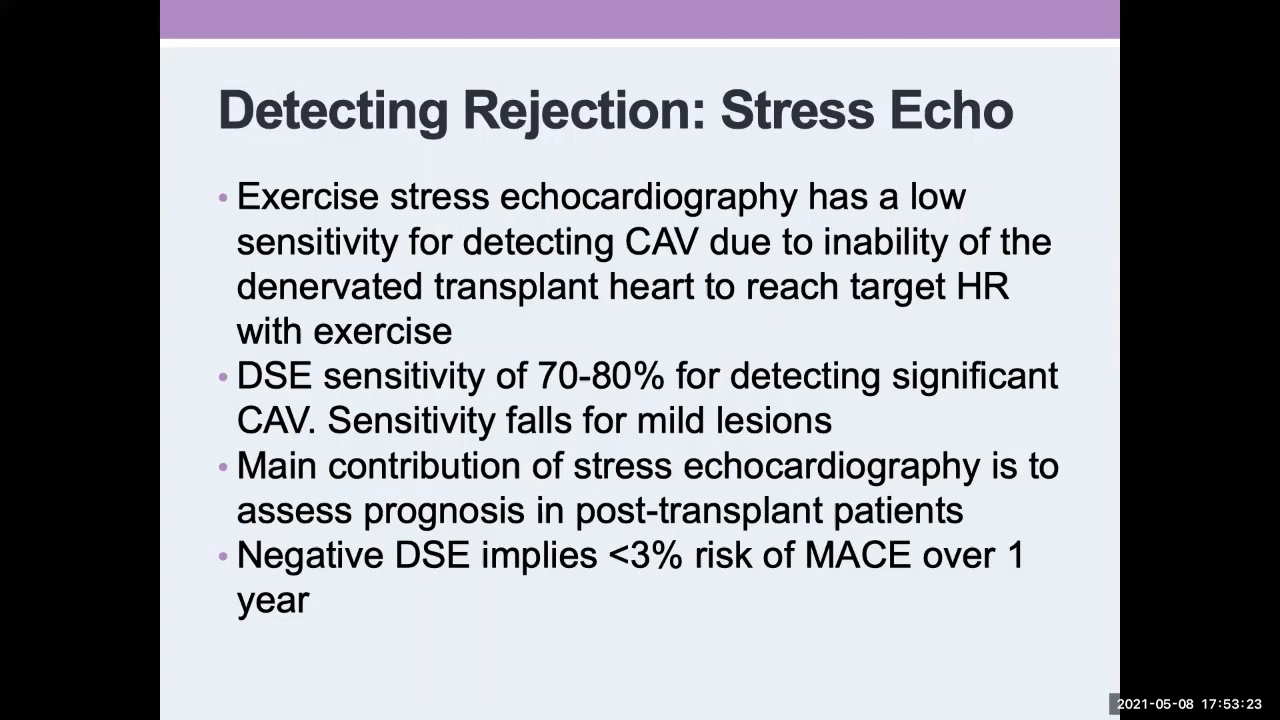 Detecting Rejection: Stress Echo
• Exercise stress echocardiography has a low
sensitivity for detecting CAV due to inability of the
denervated transplant heart to reach target HR
with exercise
• DSE sensitivity of 70-80% for detecting significant
CAV. Sensitivity falls for mild lesions
• Main contribution of stress echocardiography is to
assess prognosis in post-transplant patients
• Negative DSE implies <3% risk of MACE over 1
year
2021-05-08 17:53:23